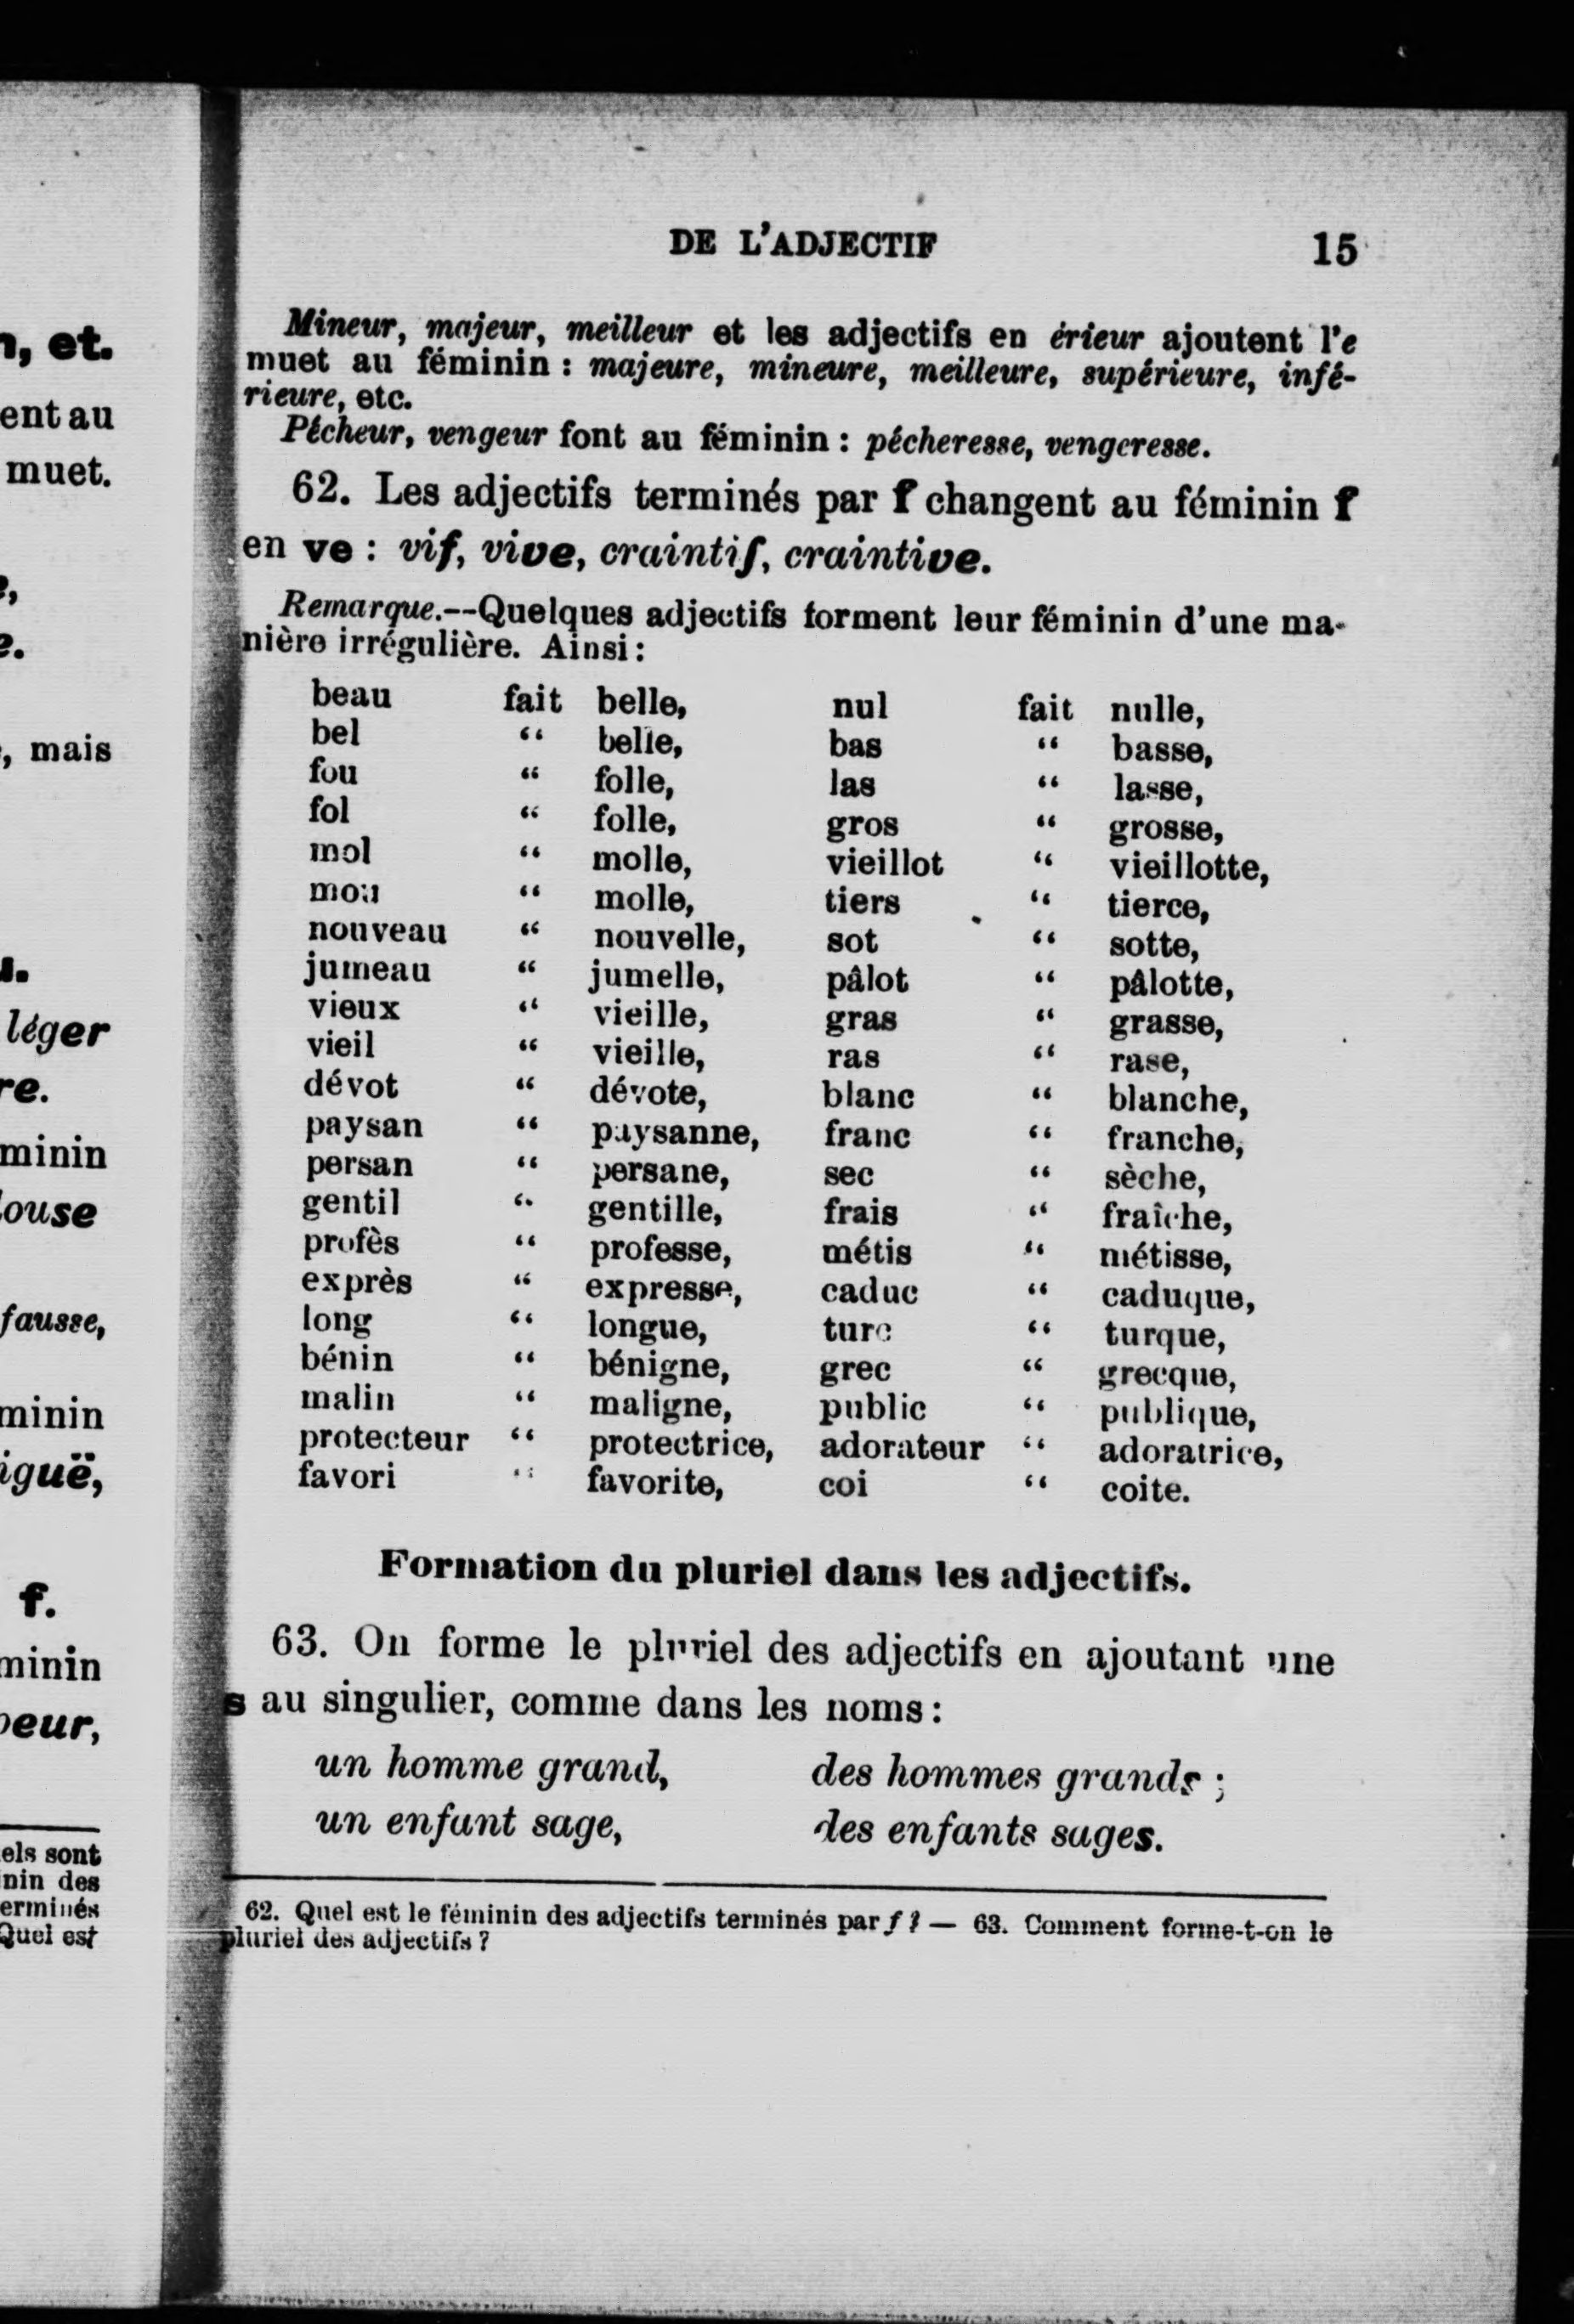 DE L'ADJECTIF 15
Mineur, majeur, meilleur et les adjectifs en érieur ajoutent l'e
muet au féminin : majeure, mineure, meilleure, supérieure, infé-
rieure, etc.
Pécheur, vengeur font au féminin : pécheresse, vengeresse.
62. Les adjectifs terminés par f changent au féminin f
en ve : vif, vive, craintif, craintive.
Remarque.--Quelques adjectifs forment leur féminin d'une ma-
nière irrégulière. Ainsi :
beau fait belle, nul fait nulle,
bel “ belle, bas “ basse,
fou “ folle, las “ lasse,
fol “ folle, gros “ grosse,
mol “ molle, vieillot “ vieillotte,
mou “ molle, tiers “ tierce,
nouveau “ nouvelle, sot “ sotte,
jumeau “ jumelle, pâlot “ pâlotte,
vieux “ vieille, gras “ grasse,
vieil “ vieille, ras “ rase,
dévot “ dévote, blanc “ blanche,
paysan “ paysanne, franc “ franche,
persan “ persane, sec “ sèche,
gentil “ gentille, frais “ fraîche,
profès “ professe, métis “ métisse,
exprès “ expresse, caduc “ caduque,
long “ longue, turc “ turque,
bénin “ bénigne, grec “ grecque,
malin “ maligne, public “ publique,
protecteur “ protectrice, adorateur “ adoratrice,
favori “ favorite, coi “ coite.
Formation du pluriel dans les adjectifs.
63. On forme le pluriel des adjectifs en ajoutant une
s au singulier, comme dans les noms :
un homme grand, des hommes grands ;
un enfant sage, des enfants sages.
62. Quel est le féminin des adjectifs terminés par f ? — 63. Comment forme-t-on le
pluriel des adjectifs ?